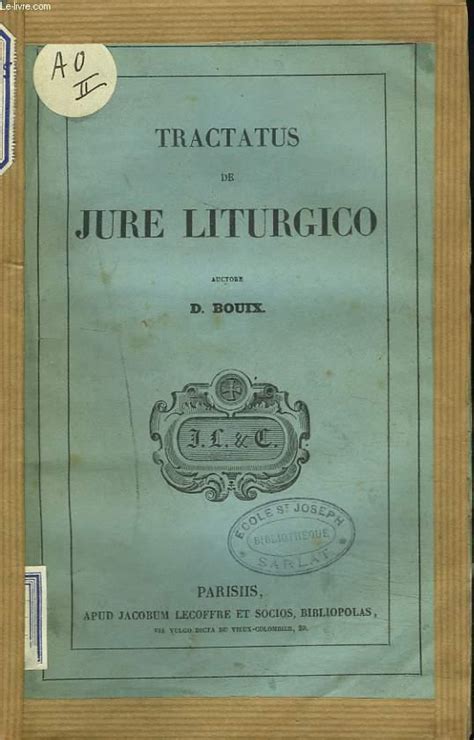 Le-livre.com
AO
II
TRACTATUS
DE
JURE LITURGICO
AUCTORE
D. BOUIX.
J. L. & C.
ECOLE ST JOSEPH
BIBLIOTHEQUE
SARLAT
PARISIIS,
APUD JACOBUM LECOFFRE ET SOCIOS, BIBLIOPOLAS,
VIA VULGO DICTA DU VIEUX-COLOMBIER, 29.